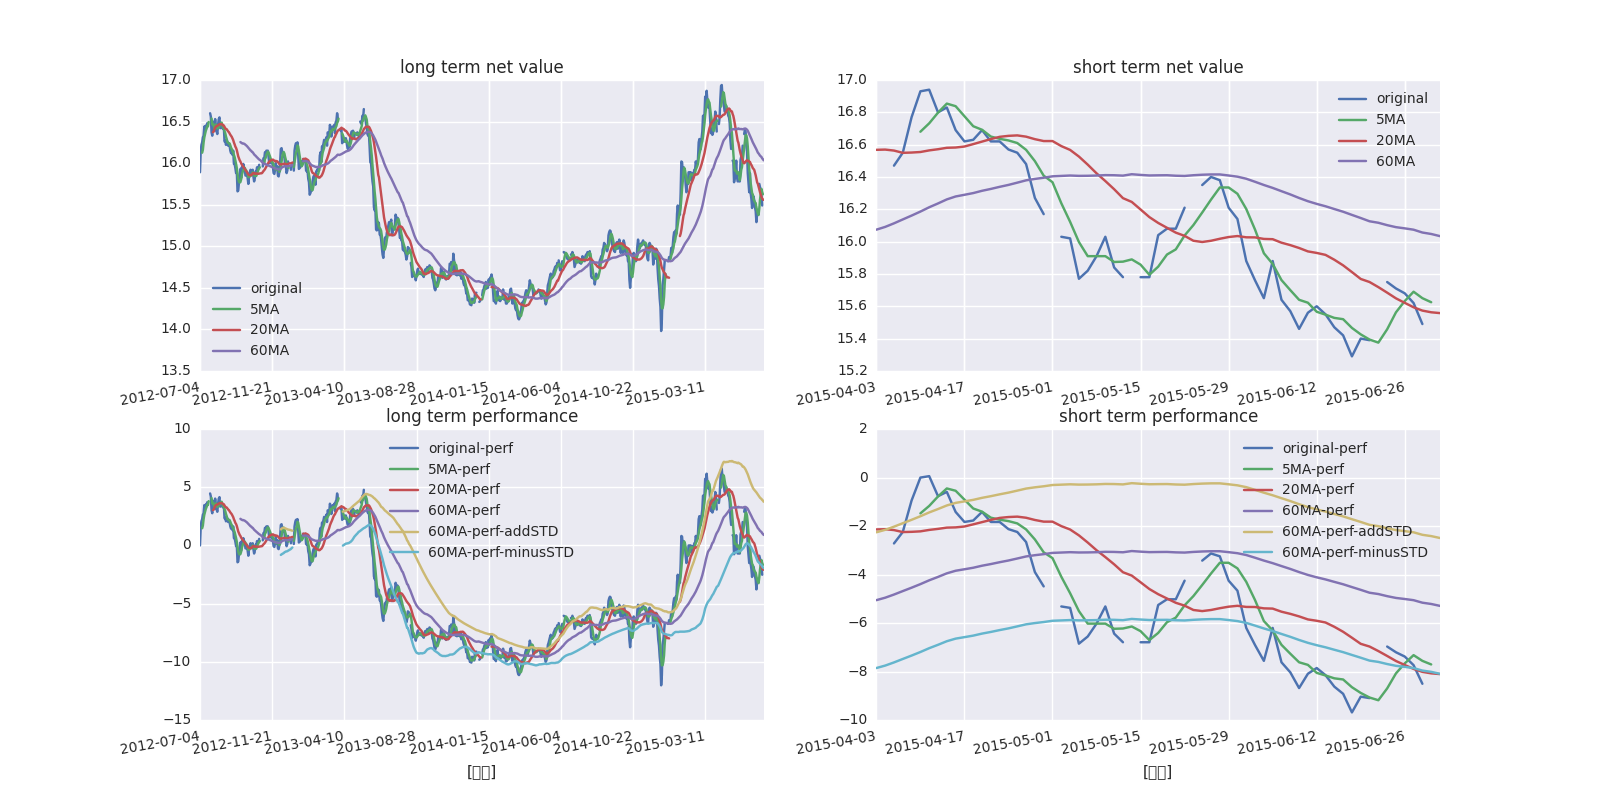 long term net value
17.0
16.5
16.0
15.5
15.0
14.5
14.0
13.5
original
5MA
20MA
60MA
2012-07-04
2012-11-21
2013-04-10
2013-08-28
2014-01-15
2014-06-04
2014-10-22
2015-03-11
short term net value
17.0
16.8
16.6
16.4
16.2
16.0
15.8
15.6
15.4
15.2
original
5MA
20MA
60MA
2015-04-03
2015-04-17
2015-05-01
2015-05-15
2015-05-29
2015-06-12
2015-06-26
long term performance
10
5
0
−5
−10
−15
original-perf
5MA-perf
20MA-perf
60MA-perf
60MA-perf-addSTD
60MA-perf-minusSTD
2012-07-04
2012-11-21
2013-04-10
2013-08-28
2014-01-15
2014-06-04
2014-10-22
2015-03-11
[▯▯]
short term performance
2
0
−2
−4
−6
−8
−10
original-perf
5MA-perf
20MA-perf
60MA-perf
60MA-perf-addSTD
60MA-perf-minusSTD
2015-04-03
2015-04-17
2015-05-01
2015-05-15
2015-05-29
2015-06-12
2015-06-26
[▯▯]